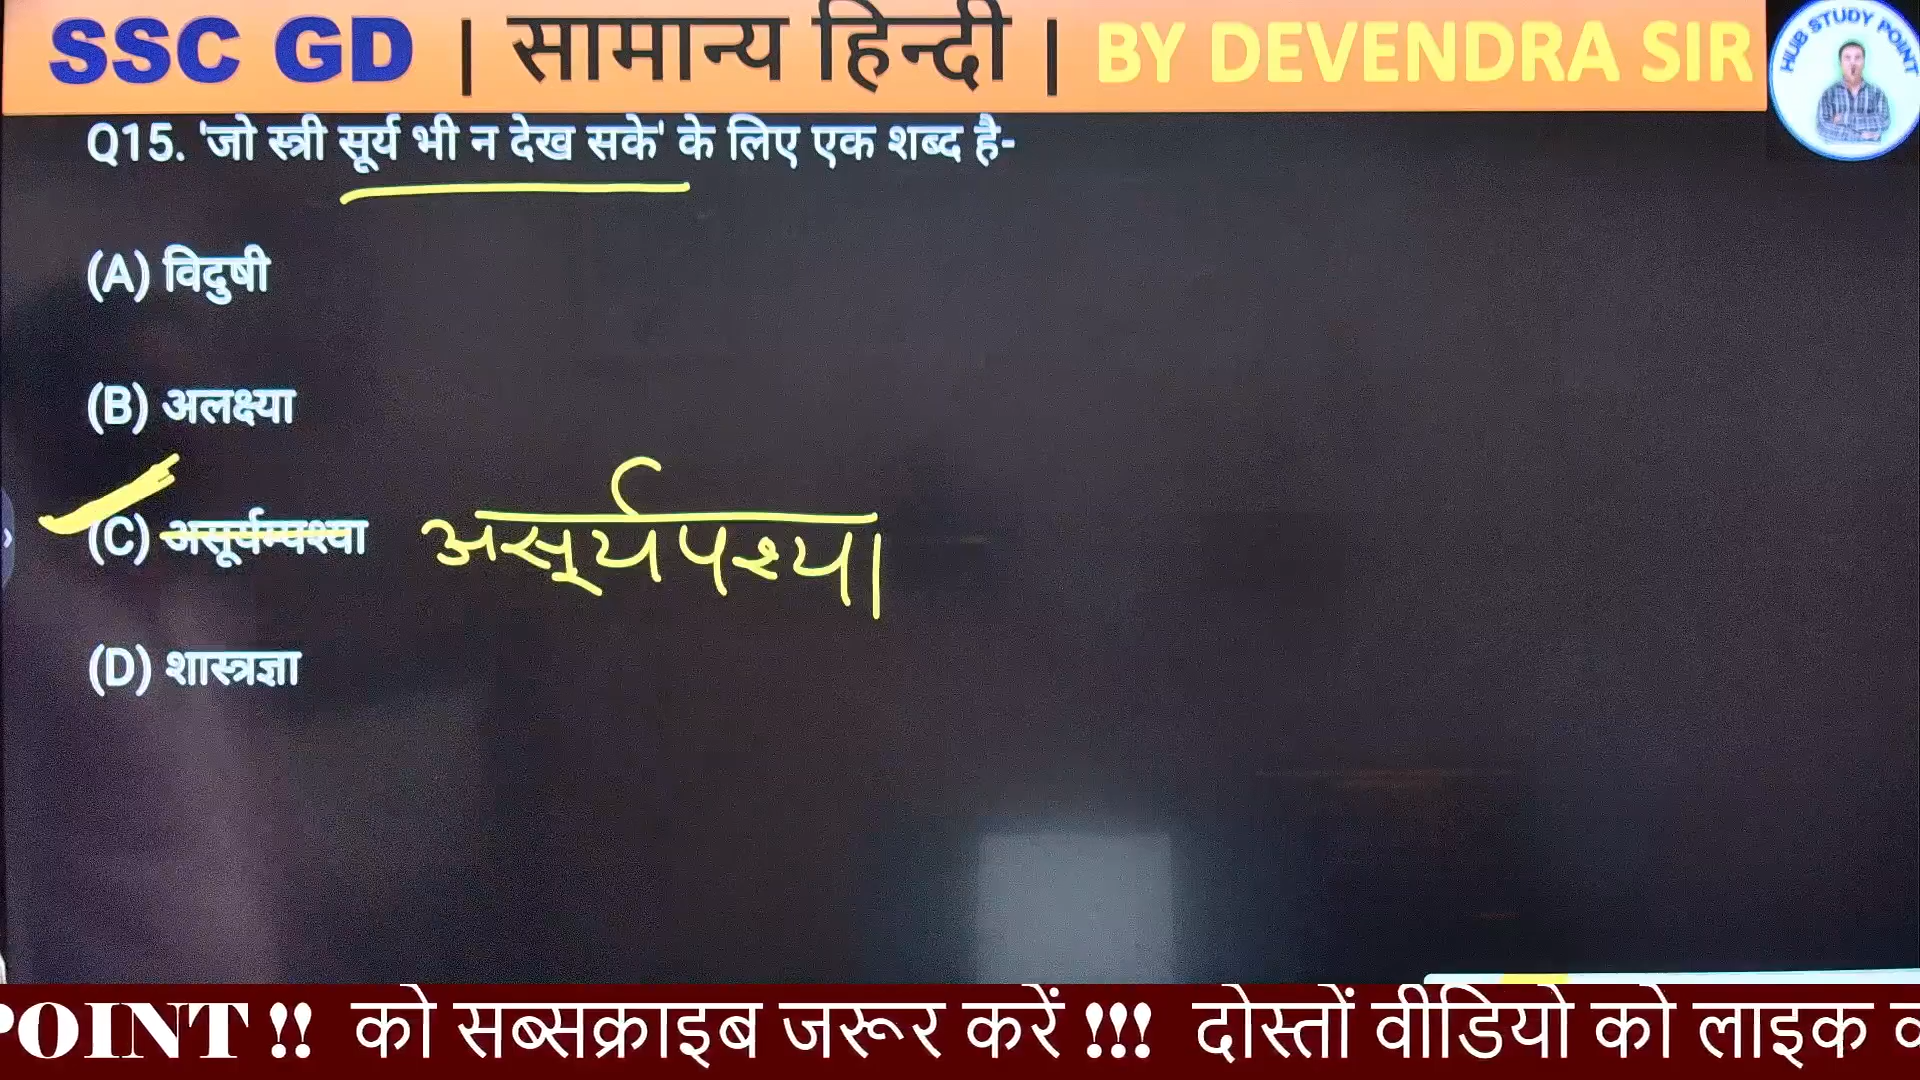 SSC GD | सामान्य हिन्दी | BY DEVENDRA SIR
HUB STUDY POINT
Q15. 'जो स्त्री सूर्य भी न देख सके' के लिए एक शब्द है-
(A) विदुषी
(B) अलक्ष्या
(C) असूर्यम्पश्या असूर्यपश्या
(D) शास्त्रज्ञा
POINT !! को सब्सक्राइब जरूर करें !!! दोस्तों वीडियो को लाइक